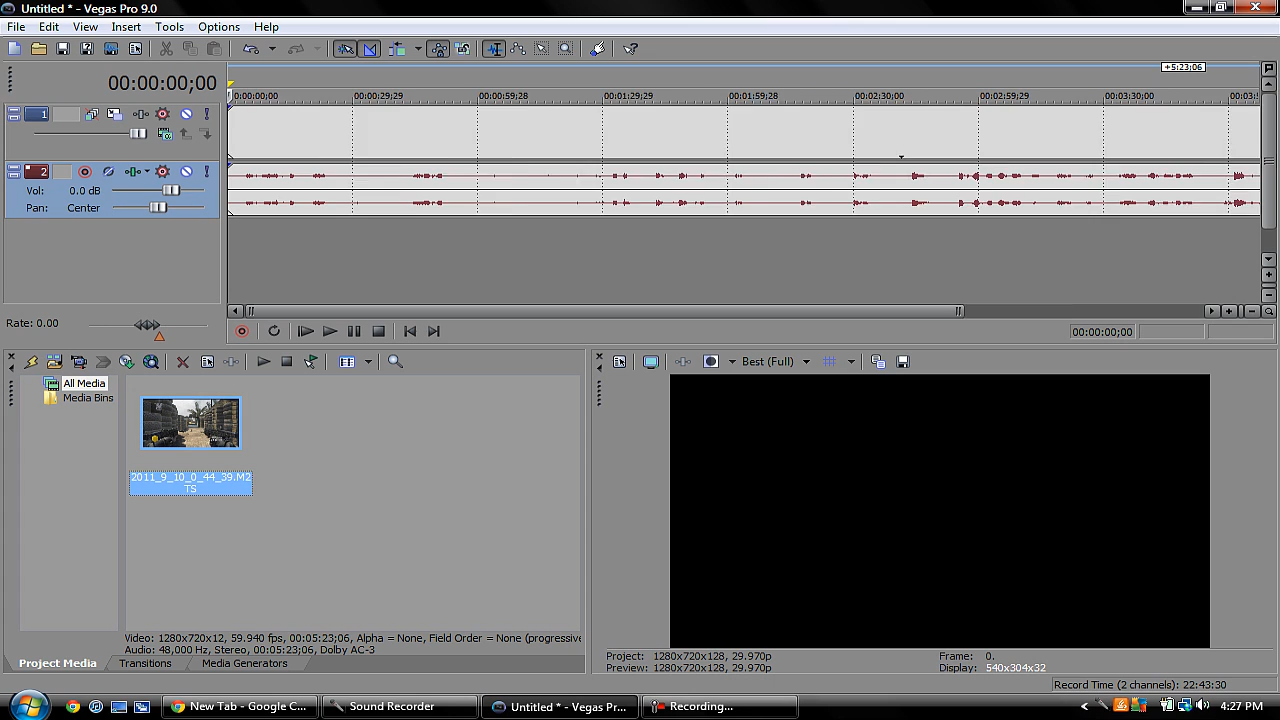 Untitled * - Vegas Pro 9.0
File Edit View Insert Tools Options Help
00:00:00;00
+5:23;06
0:00:00;00 00:00:29;29 00:00:59;28 00:01:29;29 00:01:59;28 00:02:30;00 00:02:59;29 00:03:30;00
1
2
Vol: 0.0 dB
Pan: Center
Rate: 0.00
00:00:00;00
All Media
Media Bins
2011_9_10_0_44_39.M2
TS
Best (Full)
Video: 1280x720x12, 59.940 fps, 00:05:23;06, Alpha = None, Field Order = None (progressive
Audio: 48,000 Hz, Stereo, 00:05:23;06, Dolby AC-3
Project Media Transitions Media Generators
Project: 1280x720x128, 29.970p Frame: 0,
Preview: 1280x720x128, 29.970p Display: 540x304x32
Record Time (2 channels): 22:43:30
New Tab - Google C... Sound Recorder Untitled * - Vegas Pr... Recording... 4:27 PM